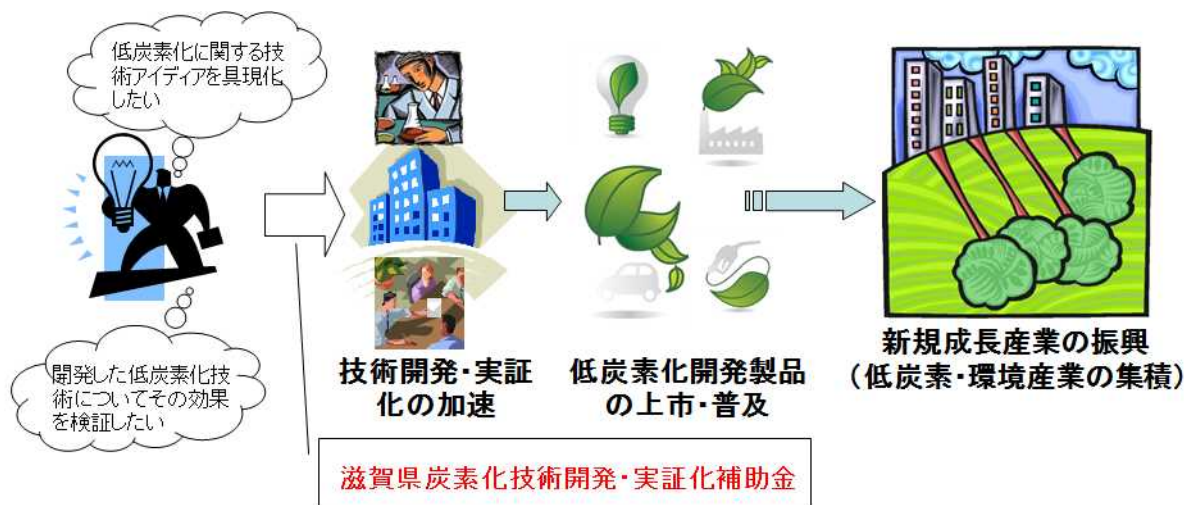 低炭素化に関する技
術アイディアを具現化
したい
開発した低炭素化技
術についてその効果
を検証したい
技術開発・実証
化の加速
低炭素化開発製品
の上市・普及
新規成長産業の振興
（低炭素・環境産業の集積）
滋賀県炭素化技術開発・実証化補助金